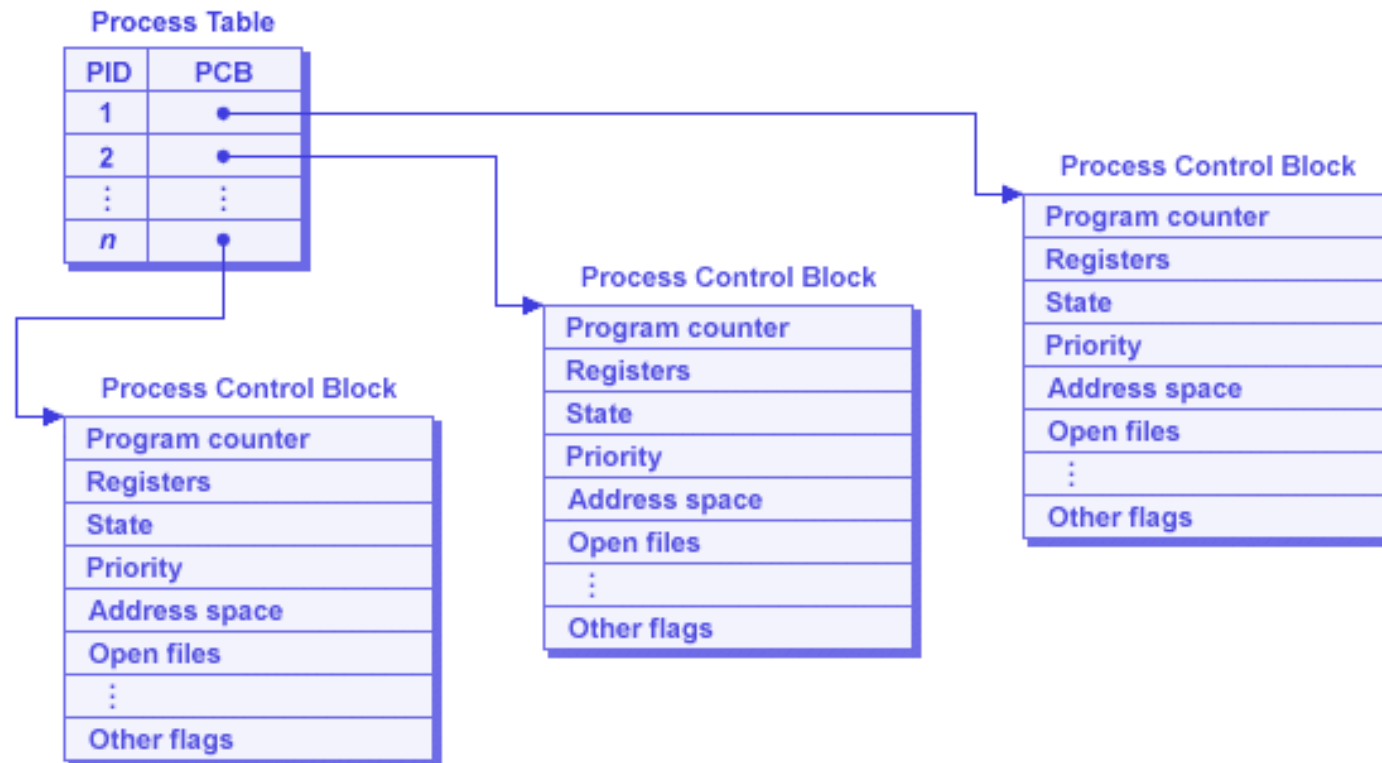 Process Table
PID PCB
1
2
⋮ ⋮
n
Process Control Block
Program counter
Registers
State
Priority
Address space
Open files
⋮
Other flags
Process Control Block
Program counter
Registers
State
Priority
Address space
Open files
⋮
Other flags
Process Control Block
Program counter
Registers
State
Priority
Address space
Open files
⋮
Other flags